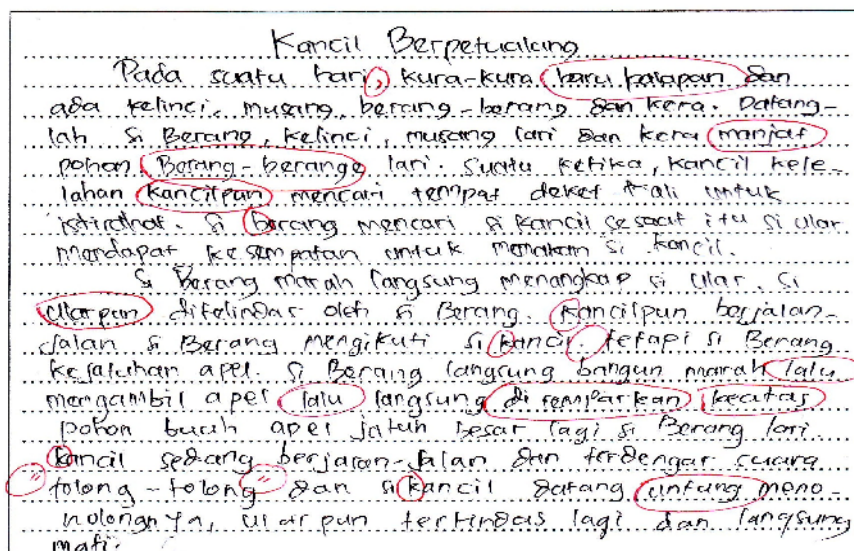 Kancil Berpetualang
Pada suatu hari, kura-kura baru balapan dan
ada kelinci, musang, berang-berang dan kera. Datang-
lah si Berang, kelinci, musang lari dan kera manjat
pohon. Berang-berange lari. Suatu ketika, kancil kele-
lahan kancilpun mencari tempat deket kali untuk
istirahat. Si berang mencari si kancil sesaat itu si ular
mendapat kesempatan untuk memakan si kancil.
Si Berang marah langsung menangkap si ular. Si
Ularpun ditelindas oleh si Berang. kancilpun berjalan-
Jalan si Berang mengikuti si kancil, tetapi si Berang
kejatuhan apel. Si Berang langsung bangun marah lalu
mengambil apel lalu langsung di lemparkan keatas
pohon buah apel jatuh besar lagi si Berang lari.
kancil sedang berjalan-Jalan dan terdengar suara
" tolong-tolong " dan si kancil datang untung meno-
nolongnya, ularpun tertindas lagi dan langsung
mati.